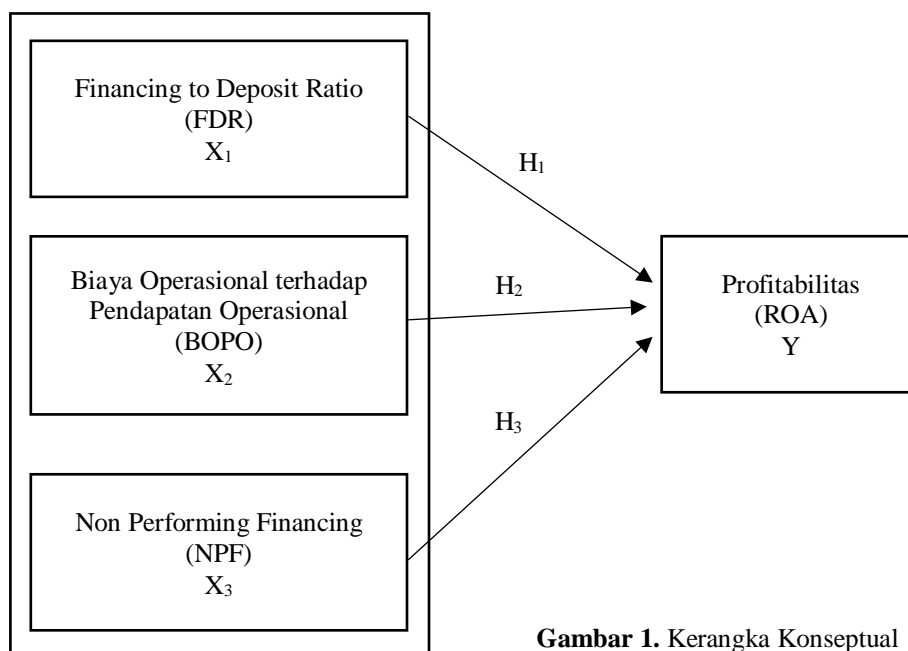 Financing to Deposit Ratio
(FDR)
X₁
H₁
Biaya Operasional terhadap
Pendapatan Operasional
(BOPO)
X₂
H₂
Profitabilitas
(ROA)
Y
H₃
Non Performing Financing
(NPF)
X₃
Gambar 1. Kerangka Konseptual